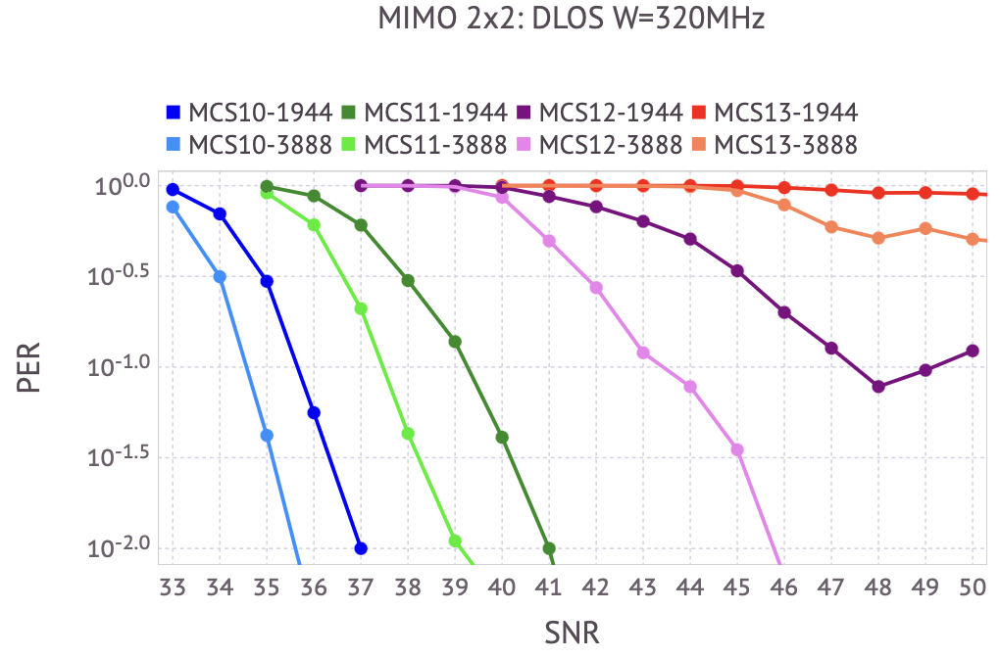 MIMO 2x2: DLOS W=320MHz
MCS10-1944 MCS11-1944 MCS12-1944 MCS13-1944
MCS10-3888 MCS11-3888 MCS12-3888 MCS13-3888
PER
10^0.0
10^-0.5
10^-1.0
10^-1.5
10^-2.0
33 34 35 36 37 38 39 40 41 42 43 44 45 46 47 48 49 50
SNR